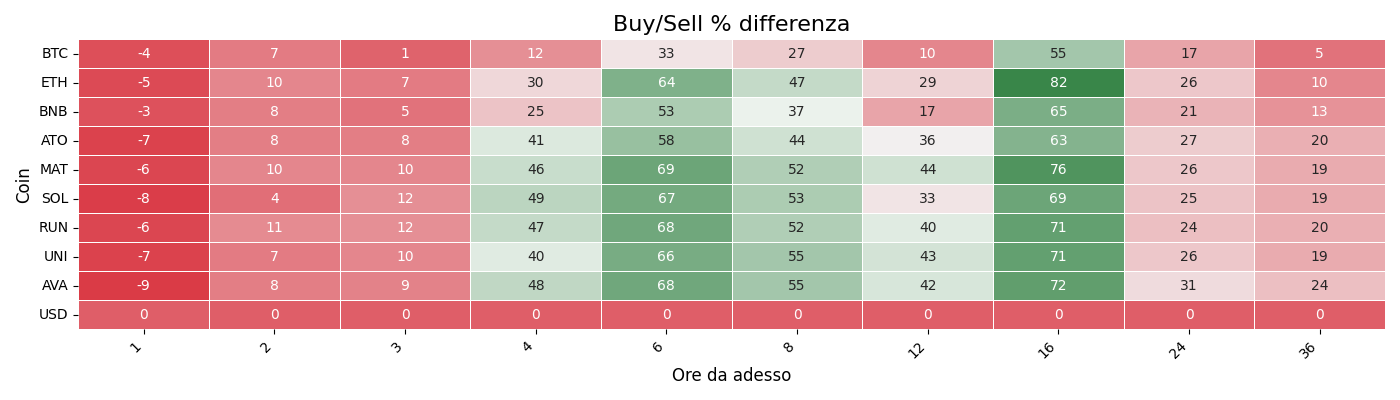 Buy/Sell % differenza
Coin
BTC -4 7 1 12 33 27 10 55 17 5
ETH -5 10 7 30 64 47 29 82 26 10
BNB -3 8 5 25 53 37 17 65 21 13
ATO -7 8 8 41 58 44 36 63 27 20
MAT -6 10 10 46 69 52 44 76 26 19
SOL -8 4 12 49 67 53 33 69 25 19
RUN -6 11 12 47 68 52 40 71 24 20
UNI -7 7 10 40 66 55 43 71 26 19
AVA -9 8 9 48 68 55 42 72 31 24
USD 0 0 0 0 0 0 0 0 0 0
1 2 3 4 6 8 12 16 24 36
Ore da adesso